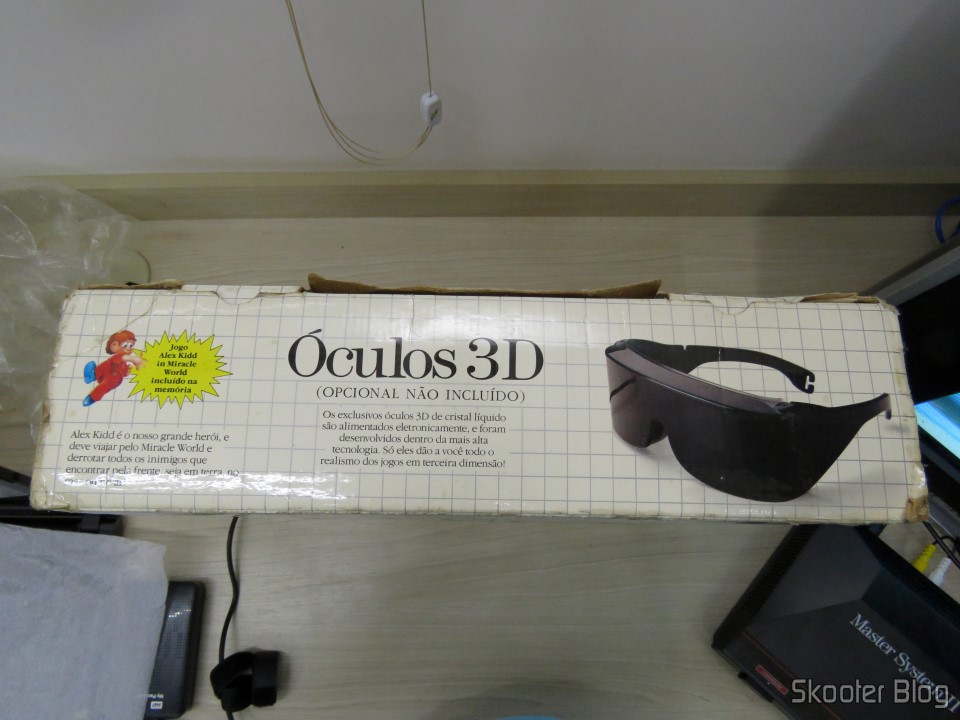 Óculos 3D
(OPCIONAL NÃO INCLUÍDO)
Os exclusivos óculos 3D de cristal líquido
são alimentados eletronicamente, e foram
desenvolvidos dentro da mais alta
tecnologia. Só eles dão a você todo o
realismo dos jogos em terceira dimensão!
Jogo
Alex Kidd
in Miracle
World
incluído na
memória
Alex Kidd é o nosso grande herói, e
deve viajar pelo Miracle World e
derrotar todos os inimigos que
encontrar pela frente, seja em terra, no
Master System II
hp
Skooter Blog